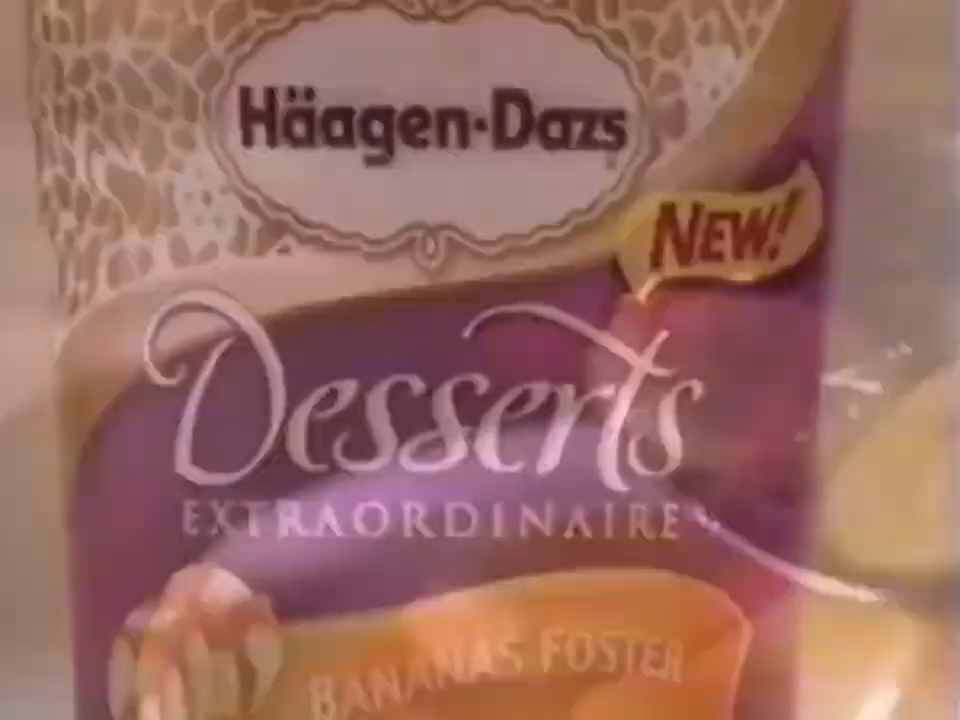 Häagen-Dazs
NEW!
Desserts
EXTRAORDINAIRE
BANANAS FOSTER